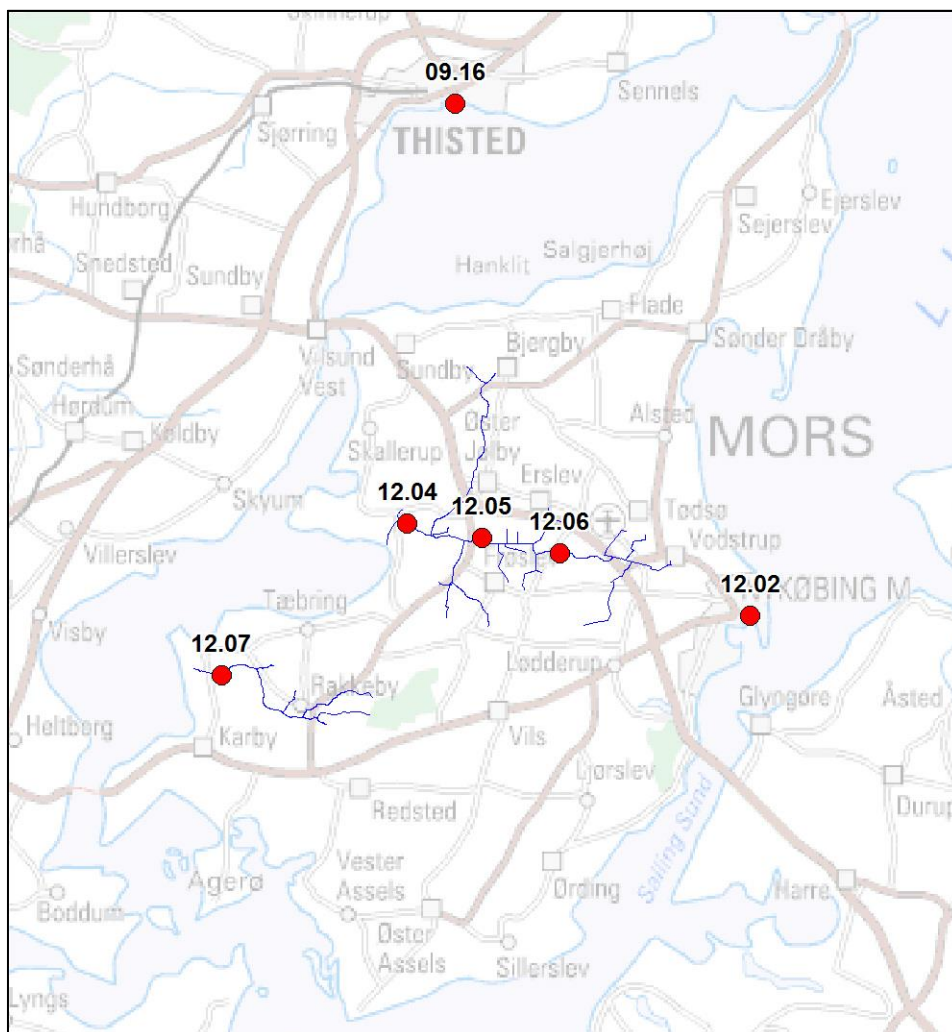 09.16
Sennels
Sjørring
THISTED
Hundborg
Sejerslev
Ejerslev
Salgjerhøj
Hanklit
Snedsted
Sundby
Flade
Sønder Dråby
Vilsund
Vest
Sundby
Bjergby
Sønderhå
Hørdum
Koldby
Skallerup
Øster
Jølby
Alsted
MORS
Erslev
Skyum
12.04
12.05
12.06
Tødsø
Villerslev
Vodstrup
12.02
KØBING M
Tæbring
Visby
12.07
Lødderup
Rakkeby
Glyngøre
Åsted
Heltberg
Karby
Vils
Ljørslev
Redsted
Durup
Salling Sund
Vester
Assels
Agerø
Ørding
Harre
Boddum
Øster
Assels
Sillerslev
Lyngs